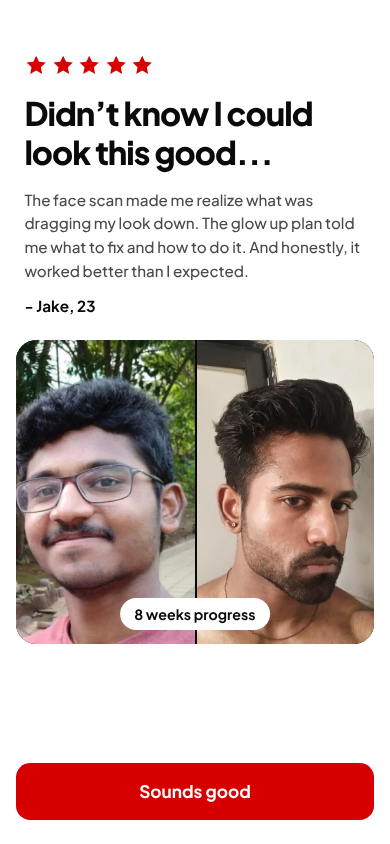 Didn’t know I could
look this good...
The face scan made me realize what was
dragging my look down. The glow up plan told
me what to fix and how to do it. And honestly, it
worked better than I expected.
– Jake, 23
8 weeks progress
Sounds good